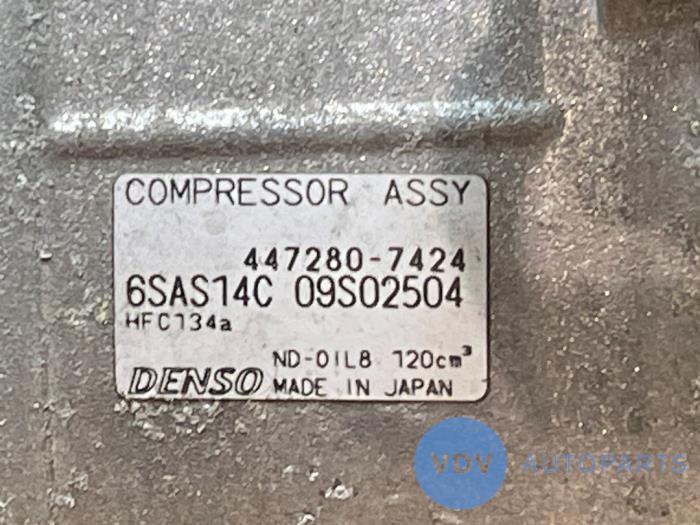 COMPRESSOR ASSY
447280-7424
6SAS14C 09S02504
HFC134a
ND-OIL8 120cm³
DENSO MADE IN JAPAN
VDV AUTOPARTS